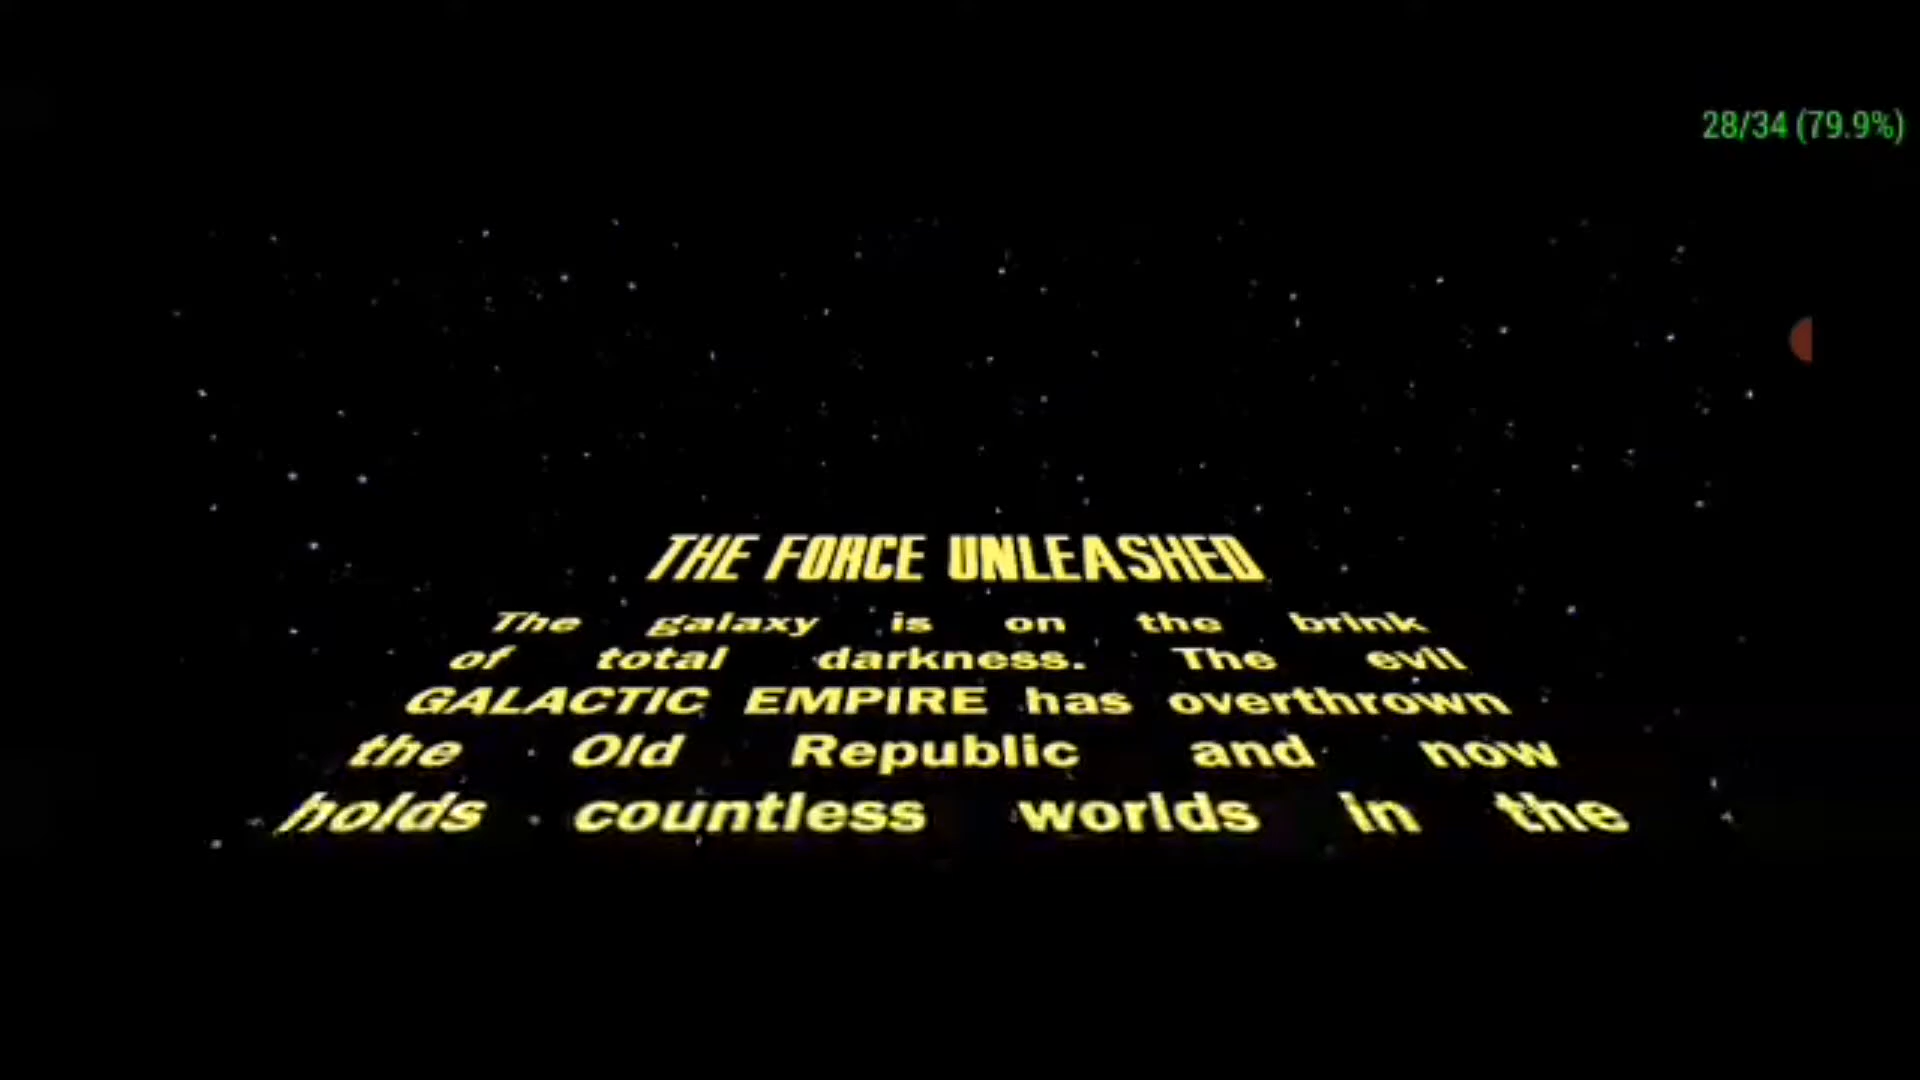 28/34 (79.9%)
THE FORCE UNLEASHED
The galaxy is on the brink
of total darkness. The evil
GALACTIC EMPIRE has overthrown
the Old Republic and now
holds countless worlds in the